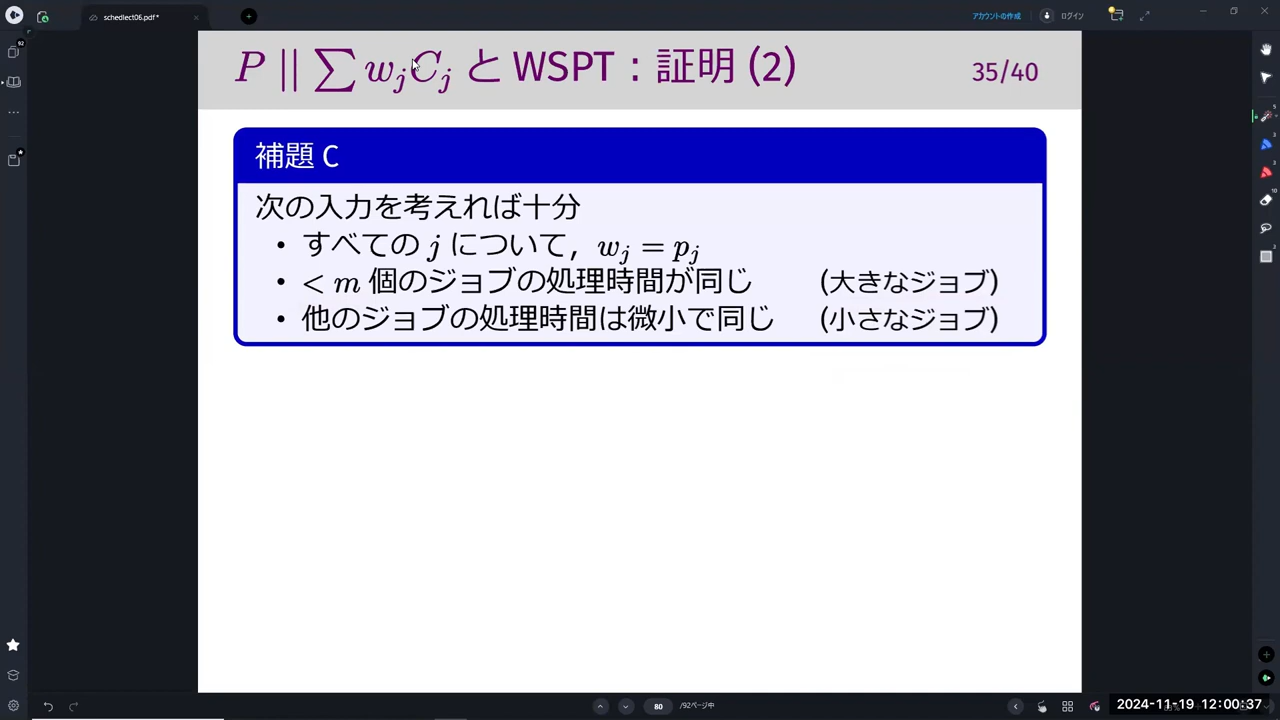 schedlect06.pdf*
アカウントの作成
ログイン
P || ∑ w_j C_j と WSPT：証明 (2)
35/40
補題 C
次の入力を考えれば十分
• すべての j について，w_j = p_j
• < m 個のジョブの処理時間が同じ (大きなジョブ)
• 他のジョブの処理時間は微小で同じ (小さなジョブ)
92
80 /92ページ中
2024-11-19 12:00:37